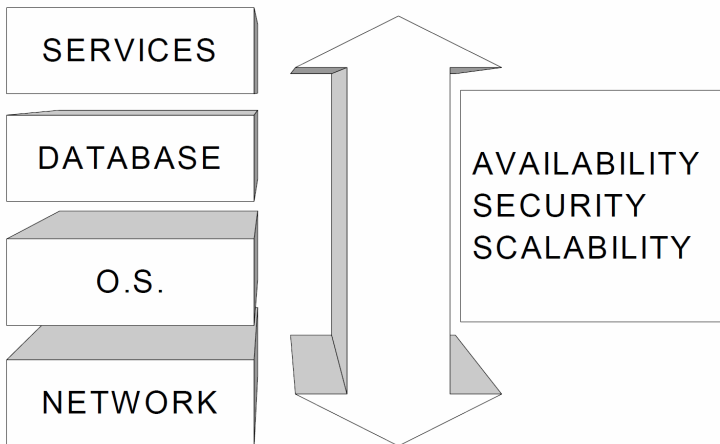 SERVICES
DATABASE
O.S.
NETWORK
AVAILABILITY
SECURITY
SCALABILITY